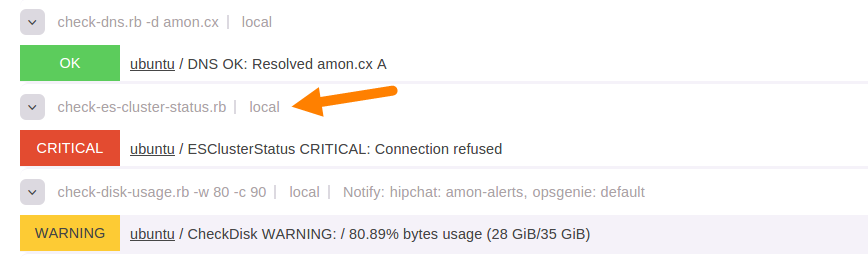 check-dns.rb -d amon.cx | local
OK ubuntu / DNS OK: Resolved amon.cx A
check-es-cluster-status.rb | local
CRITICAL ubuntu / ESClusterStatus CRITICAL: Connection refused
check-disk-usage.rb -w 80 -c 90 | local | Notify: hipchat: amon-alerts, opsgenie: default
WARNING ubuntu / CheckDisk WARNING: / 80.89% bytes usage (28 GiB/35 GiB)